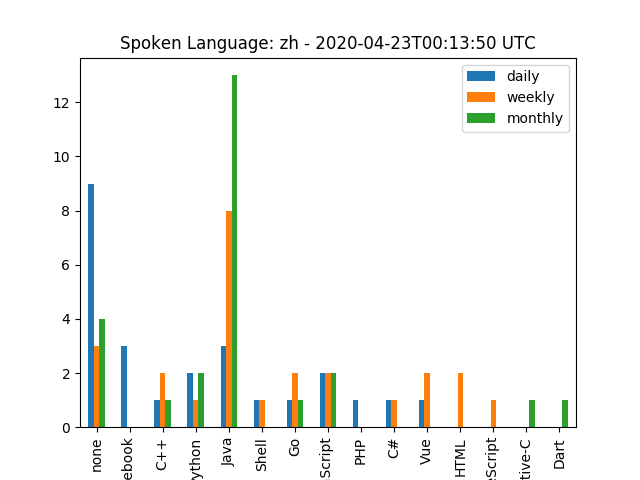 Spoken Language: zh - 2020-04-23T00:13:50 UTC
daily
weekly
monthly
12
10
8
6
4
2
0
none
ebook
C++
ython
Java
Shell
Go
Script
PHP
C#
Vue
HTML
eScript
tive-C
Dart